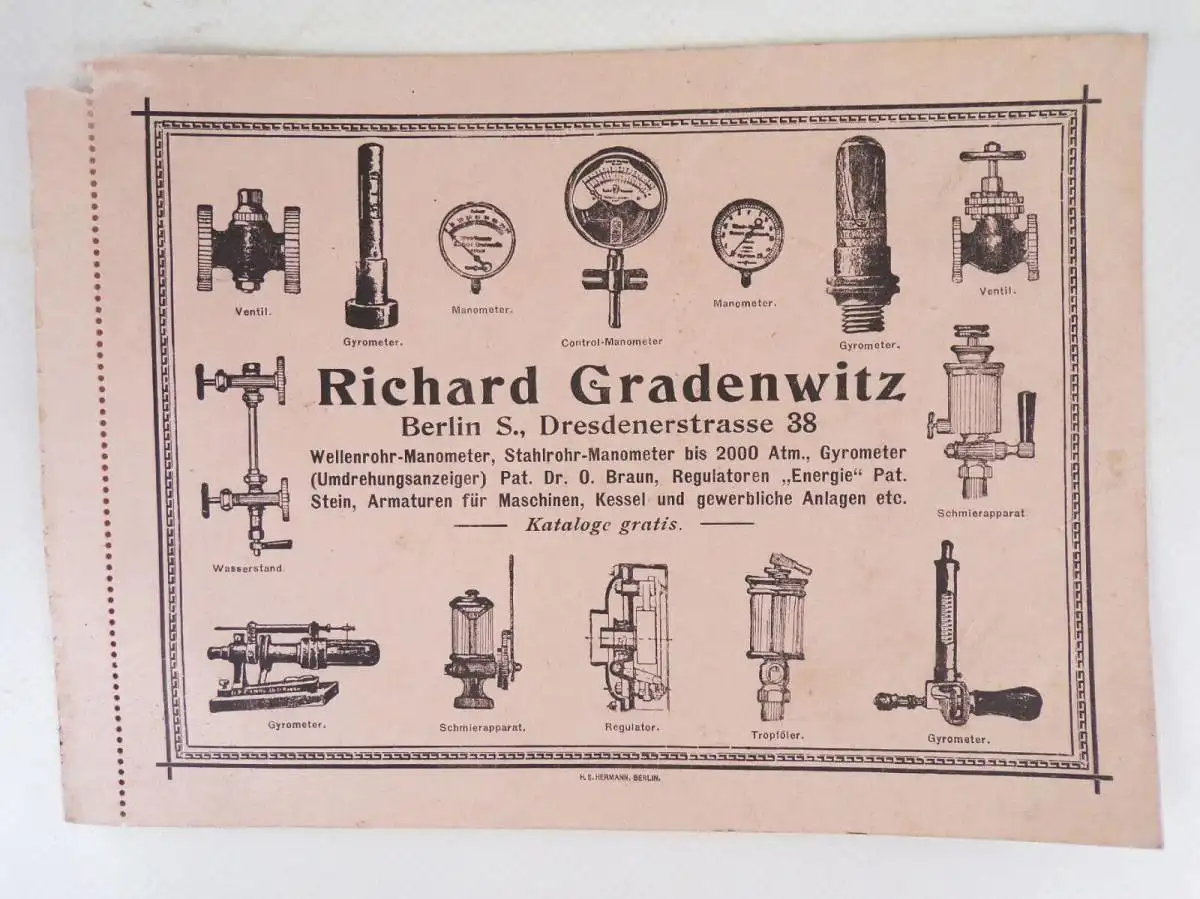 Ventil.
Gyrometer.
Manometer.
Control-Manometer
Manometer.
Gyrometer.
Ventil.
Richard Gradenwitz
Berlin S., Dresdenerstrasse 38
Wellenrohr-Manometer, Stahlrohr-Manometer bis 2000 Atm., Gyrometer
(Umdrehungsanzeiger) Pat. Dr. O. Braun, Regulatoren „Energie“ Pat.
Stein, Armaturen für Maschinen, Kessel und gewerbliche Anlagen etc.
Kataloge gratis.
Wasserstand.
Schmierapparat
Gyrometer.
Schmierapparat.
Regulator.
Tropföler.
Gyrometer.
H. S. HERMANN, BERLIN.